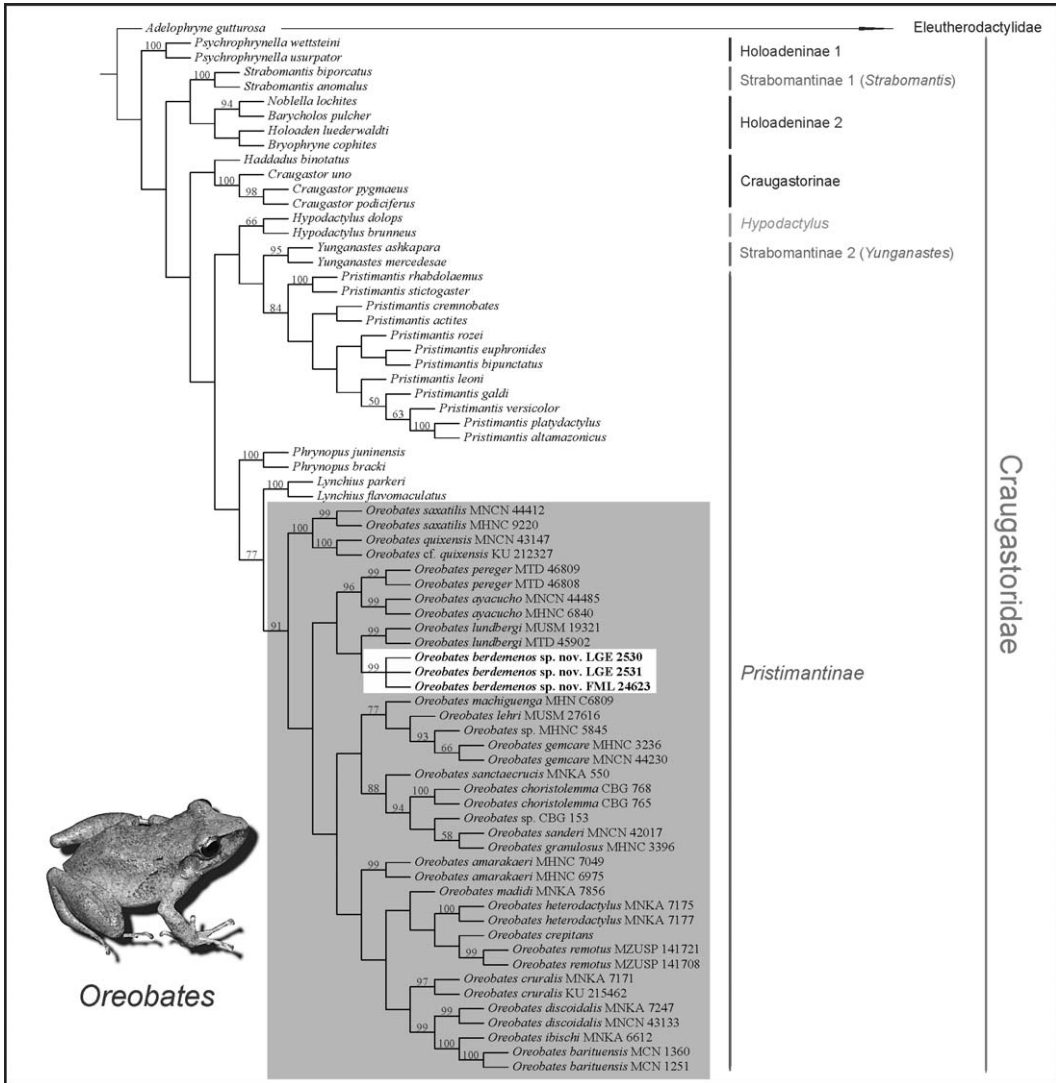 Adelophryne gutturosa
Eleutherodactylidae
100
Psychrophrynella wettsteini
Psychrophrynella usurpator
Holoadeninae 1
100
Strabomantis biporcatus
Strabomantis anomalus
Strabomantinae 1 (Strabomantis)
94
Noblella lochites
Barycholos pulcher
Holoaden luederwaldti
Bryophryne cophites
Holoadeninae 2
Haddadus binotatus
100
Craugastor uno
98
Craugastor pygmaeus
Craugastor podiciferus
Craugastorinae
66
Hypodactylus dolops
Hypodactylus brunneus
Hypodactylus
95
Yunganastes ashkapara
Yunganastes mercedesae
Strabomantinae 2 (Yunganastes)
84
100
Pristimantis rhabdolaemus
Pristimantis stictogaster
Pristimantis cremnobates
Pristimantis actites
Pristimantis rozei
Pristimantis euphronides
Pristimantis bipunctatus
Pristimantis leoni
50
Pristimantis galdi
63
Pristimantis versicolor
100
Pristimantis platydactylus
Pristimantis altamazonicus
100
Phrynopus juninensis
Phrynopus bracki
77
100
Lynchius parkeri
Lynchius flavomaculatus
91
100
99
Oreobates saxatilis MNCN 44412
Oreobates saxatilis MHNC 9220
100
Oreobates quixensis MNCN 43147
Oreobates cf. quixensis KU 212327
96
99
Oreobates pereger MTD 46809
Oreobates pereger MTD 46808
99
Oreobates ayacucho MNCN 44485
Oreobates ayacucho MHNC 6840
99
Oreobates lundbergi MUSM 19321
Oreobates lundbergi MTD 45902
99
Oreobates berdemenos sp. nov. LGE 2530
Oreobates berdemenos sp. nov. LGE 2531
Oreobates berdemenos sp. nov. FML 24623
77
Oreobates machiguenga MHN C6809
Oreobates lehri MUSM 27616
93
Oreobates sp. MHNC 5845
66
Oreobates gemcare MHNC 3236
Oreobates gemcare MNCN 44230
88
Oreobates sanctaecrucis MNKA 550
94
100
Oreobates choristolemma CBG 768
Oreobates choristolemma CBG 765
Oreobates sp. CBG 153
58
Oreobates sanderi MNCN 42017
Oreobates granulosus MHNC 3396
99
Oreobates amarakaeri MHNC 7049
Oreobates amarakaeri MHNC 6975
Oreobates madidi MNKA 7856
100
Oreobates heterodactylus MNKA 7175
Oreobates heterodactylus MNKA 7177
Oreobates crepitans
99
Oreobates remotus MZUSP 141721
Oreobates remotus MZUSP 141708
97
Oreobates cruralis MNKA 7171
Oreobates cruralis KU 215462
99
99
Oreobates discoidalis MNKA 7247
Oreobates discoidalis MNCN 43133
100
Oreobates ibischi MNKA 6612
100
Oreobates barituensis MCN 1360
Oreobates barituensis MCN 1251
Pristimantinae
Craugastoridae
Oreobates